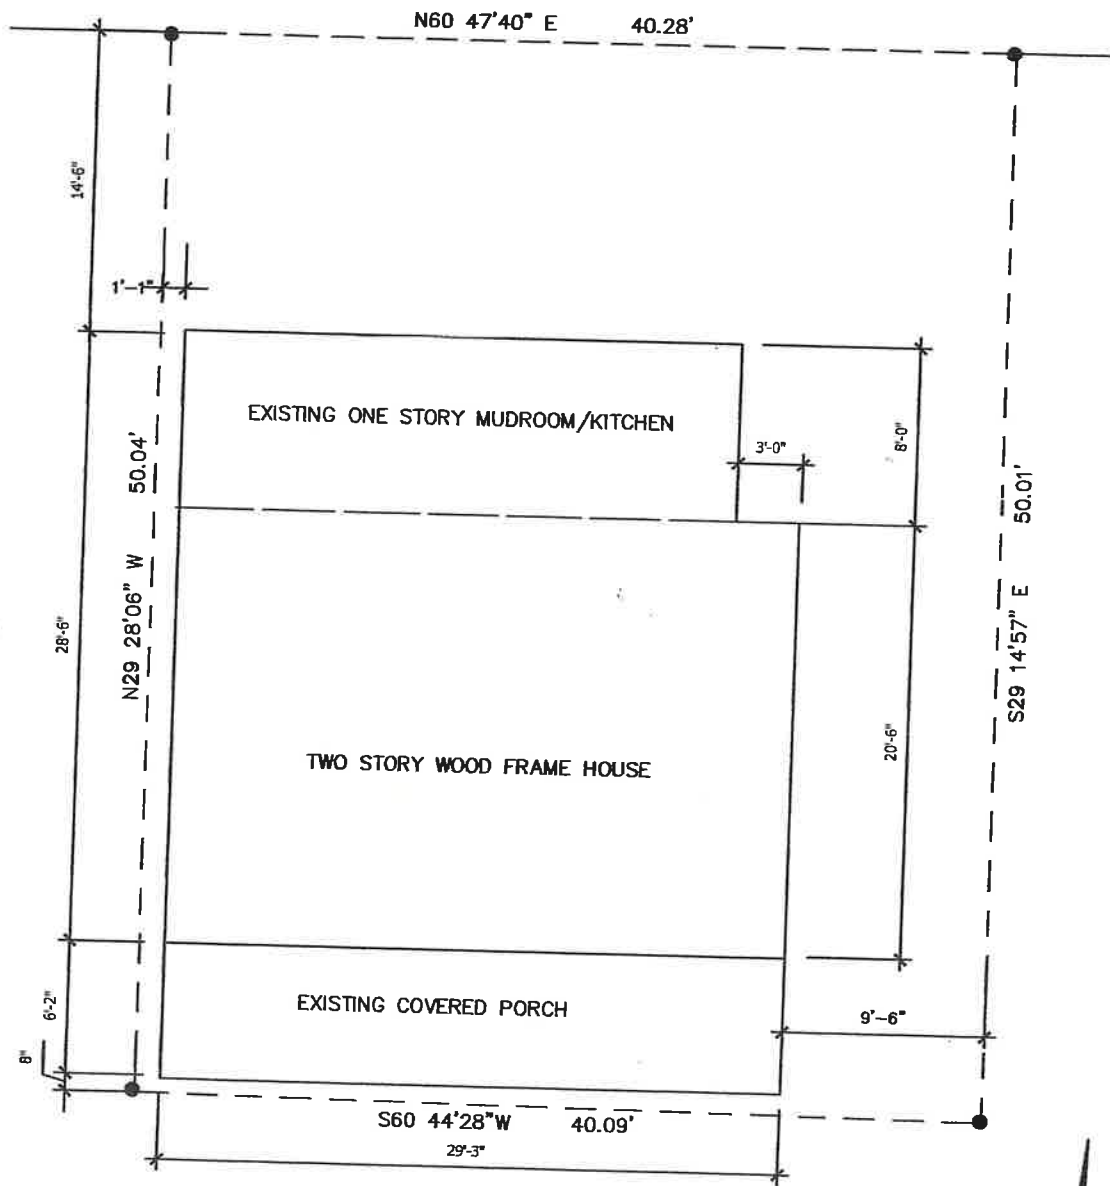 N60 47'40" E 40.28'
14'-6"
1'-1"
EXISTING ONE STORY MUDROOM/KITCHEN
3'-0"
8'-0"
N29 28'06" W 50.04'
S29 14'57" E 50.01'
28'-6"
TWO STORY WOOD FRAME HOUSE
20'-6"
EXISTING COVERED PORCH
6'-2"
9'-6"
8"
S60 44'28"W 40.09'
29'-3"